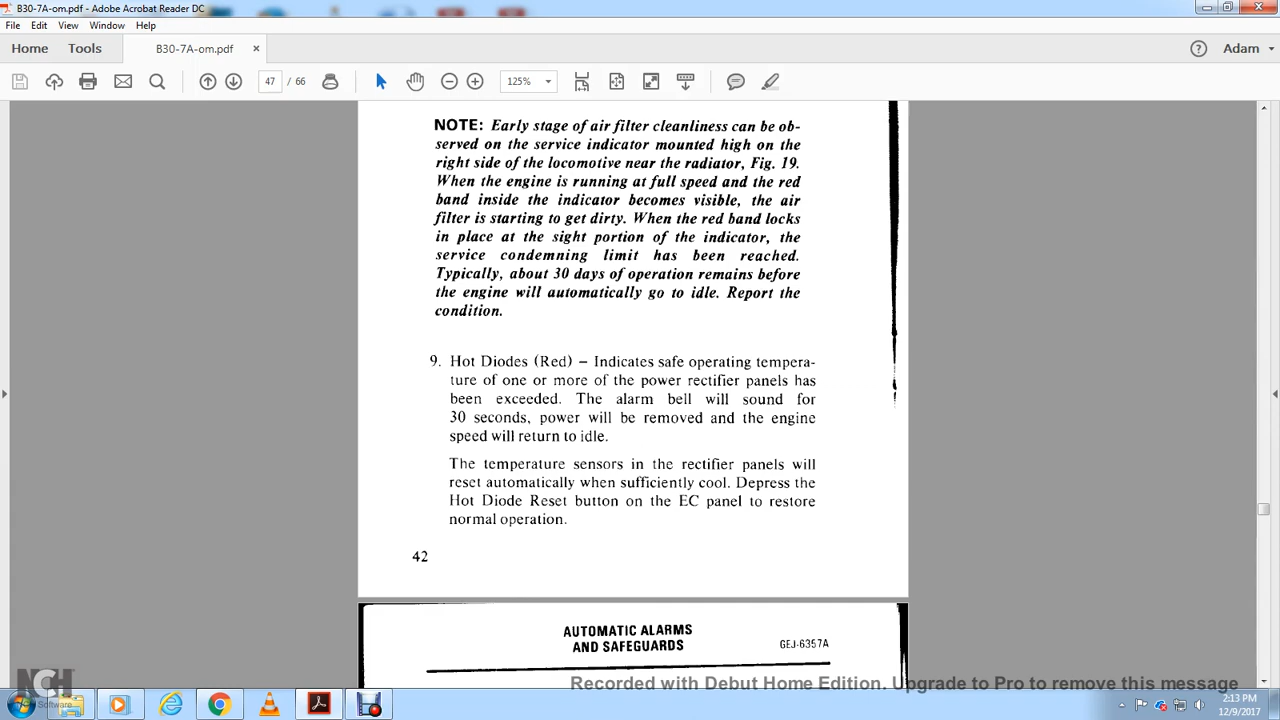 B30-7A-om.pdf - Adobe Acrobat Reader DC
File Edit View Window Help
Home Tools B30-7A-om.pdf × ? Adam
47 / 66 125%
NOTE: Early stage of air filter cleanliness can be ob-
served on the service indicator mounted high on the
right side of the locomotive near the radiator, Fig. 19.
When the engine is running at full speed and the red
band inside the indicator becomes visible, the air
filter is starting to get dirty. When the red band locks
in place at the sight portion of the indicator, the
service condemning limit has been reached.
Typically, about 30 days of operation remains before
the engine will automatically go to idle. Report the
condition.
9. Hot Diodes (Red) – Indicates safe operating tempera-
ture of one or more of the power rectifier panels has
been exceeded. The alarm bell will sound for
30 seconds, power will be removed and the engine
speed will return to idle.
The temperature sensors in the rectifier panels will
reset automatically when sufficiently cool. Depress the
Hot Diode Reset button on the EC panel to restore
normal operation.
42
AUTOMATIC ALARMS
AND SAFEGUARDS
GEJ-6357A
NCH Software
Recorded with Debut Home Edition. Upgrade to Pro to remove this message
2:13 PM
12/9/2017